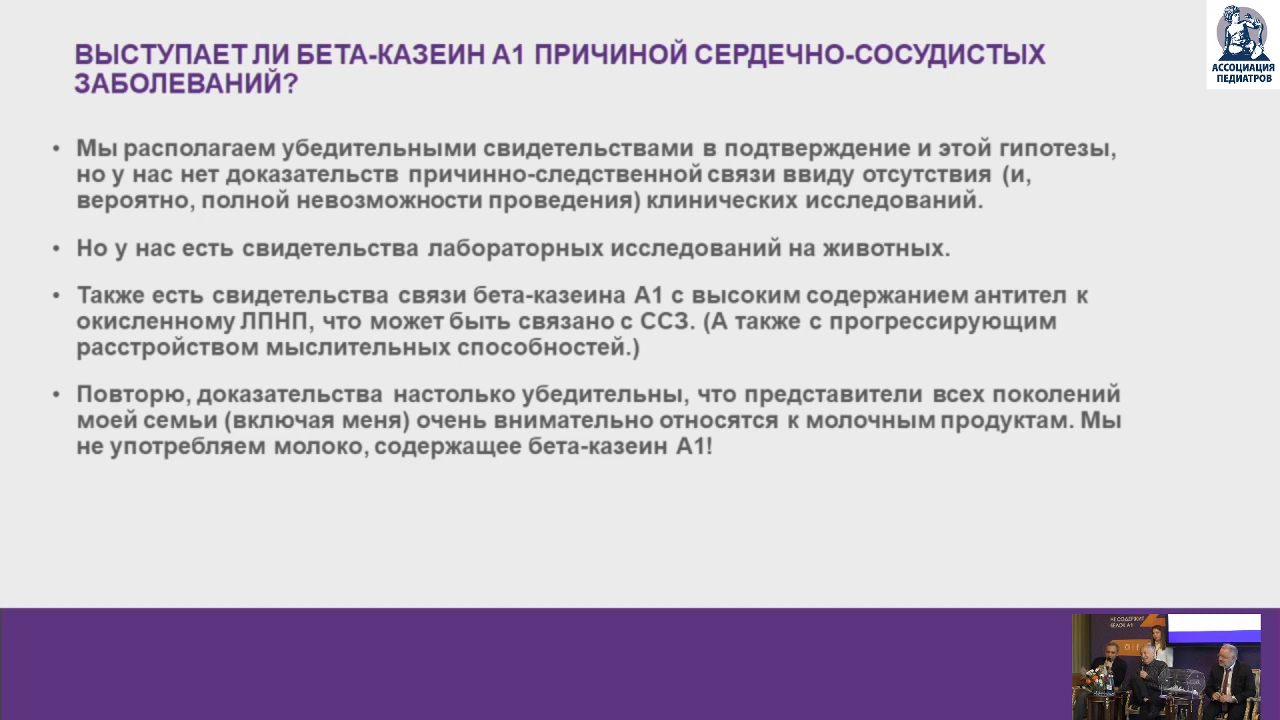 ВЫСТУПАЕТ ЛИ БЕТА-КАЗЕИН А1 ПРИЧИНОЙ СЕРДЕЧНО-СОСУДИСТЫХ
ЗАБОЛЕВАНИЙ?
АССОЦИАЦИЯ
ПЕДИАТРОВ
• Мы располагаем убедительными свидетельствами в подтверждение и этой гипотезы,
но у нас нет доказательств причинно-следственной связи ввиду отсутствия (и,
вероятно, полной невозможности проведения) клинических исследований.
• Но у нас есть свидетельства лабораторных исследований на животных.
• Также есть свидетельства связи бета-казеина А1 с высоким содержанием антител к
окисленному ЛПНП, что может быть связано с ССЗ. (А также с прогрессирующим
расстройством мыслительных способностей.)
• Повторю, доказательства настолько убедительны, что представители всех поколений
моей семьи (включая меня) очень внимательно относятся к молочным продуктам. Мы
не употребляем молоко, содержащее бета-казеин А1!
НЕ СОДЕРЖИТ
БЕЛОК А1